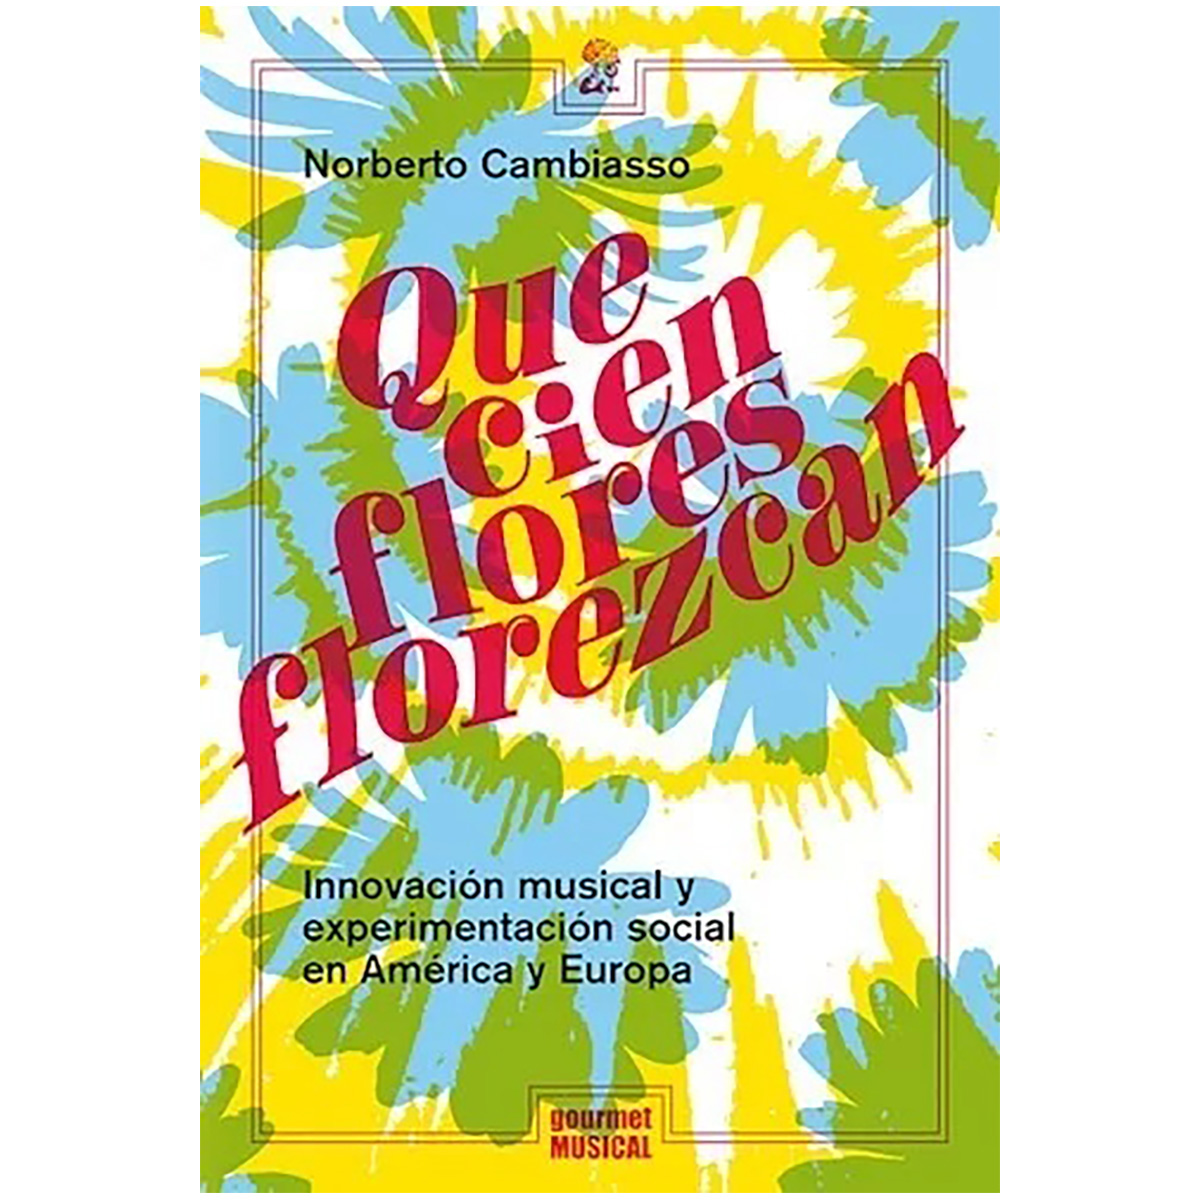 Norberto Cambiasso
Que
cien
flores
florezcan
Innovación musical y
experimentación social
en América y Europa
gourmet
MUSICAL